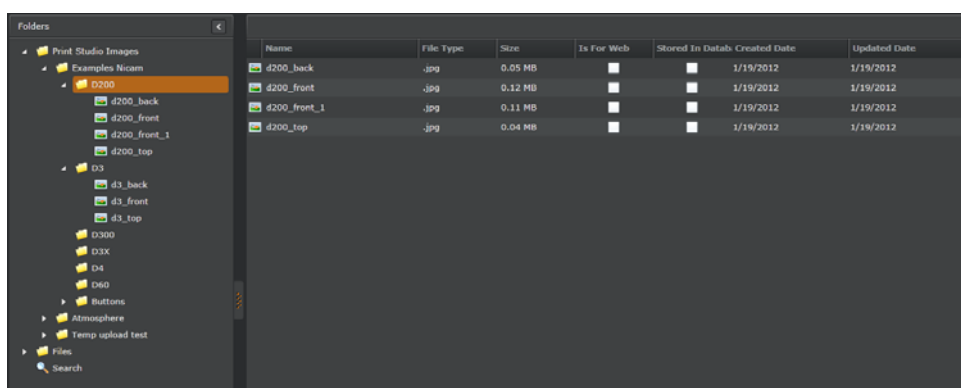 Folders
Print Studio Images
Examples Nicam
D200
d200_back
d200_front
d200_front_1
d200_top
D3
d3_back
d3_front
d3_top
D300
D3X
D4
D60
Buttons
Atmosphere
Temp upload test
Files
Search
Name File Type Size Is For Web Stored In Datab Created Date Updated Date
d200_back .jpg 0.05 MB 1/19/2012 1/19/2012
d200_front .jpg 0.12 MB 1/19/2012 1/19/2012
d200_front_1 .jpg 0.11 MB 1/19/2012 1/19/2012
d200_top .jpg 0.04 MB 1/19/2012 1/19/2012